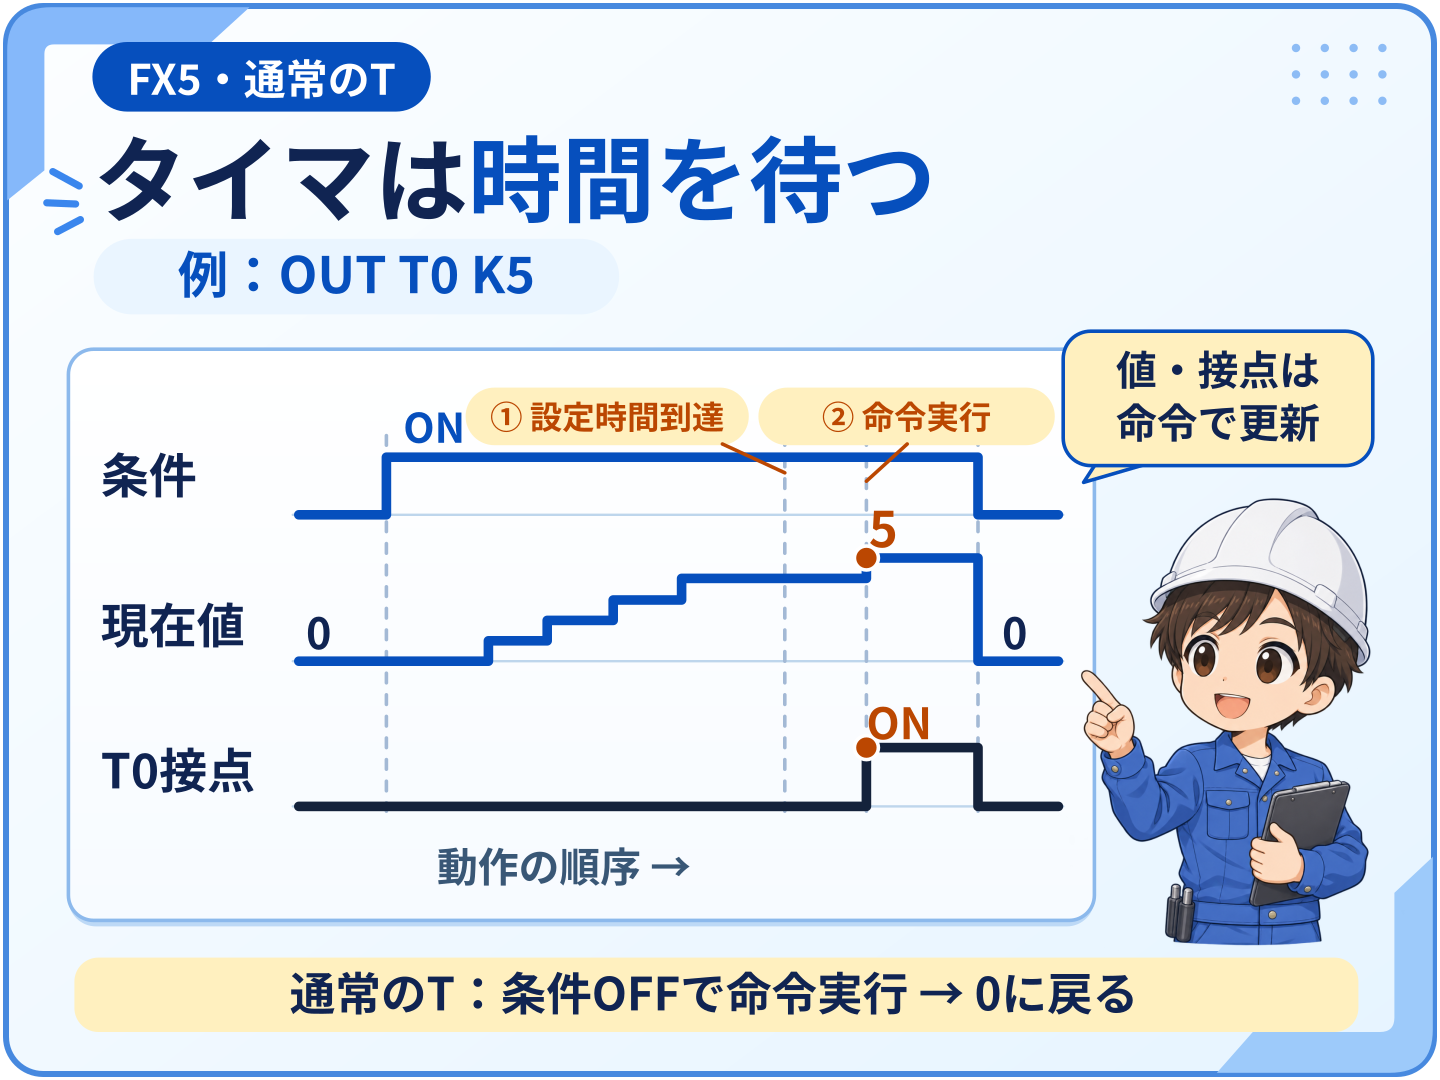 FX5・通常のT
タイマは時間を待つ
例：OUT T0 K5
値・接点は
命令で更新
ON
① 設定時間到達
② 命令実行
条件
5
現在値
0
0
ON
T0接点
動作の順序 →
通常のT：条件OFFで命令実行 → 0に戻る